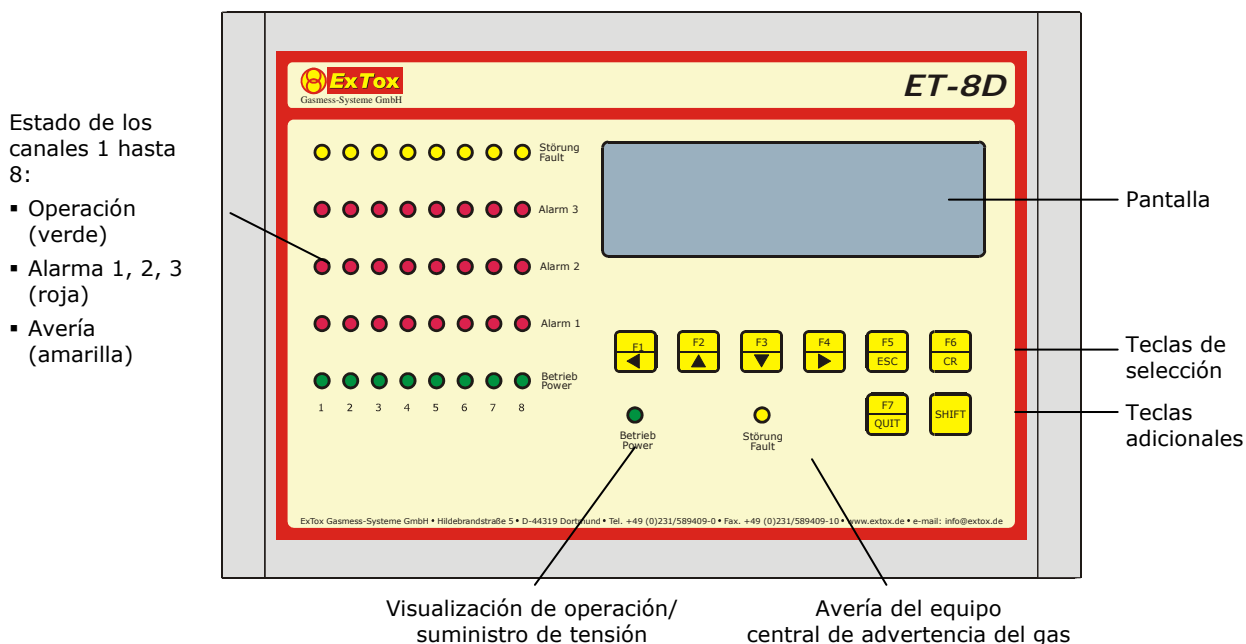 ExTox
Gasmess-Systeme GmbH
ET-8D
Estado de los
canales 1 hasta
8:
▪ Operación
(verde)
▪ Alarma 1, 2, 3
(roja)
▪ Avería
(amarilla)
Störung
Fault
Alarm 3
Alarm 2
Alarm 1
Betrieb
Power
1 2 3 4 5 6 7 8
Pantalla
F1
F2
F3
F4
F5
ESC
F6
CR
Teclas de
selección
F7
QUIT
SHIFT
Teclas
adicionales
Betrieb
Power
Störung
Fault
ExTox Gasmess-Systeme GmbH • Hildebrandstraße 5 • D-44319 Dortmund • Tel. +49 (0)231/589409-0 • Fax. +49 (0)231/589409-10 • www.extox.de • e-mail: info@extox.de
Visualización de operación/
suministro de tensión
Avería del equipo
central de advertencia del gas